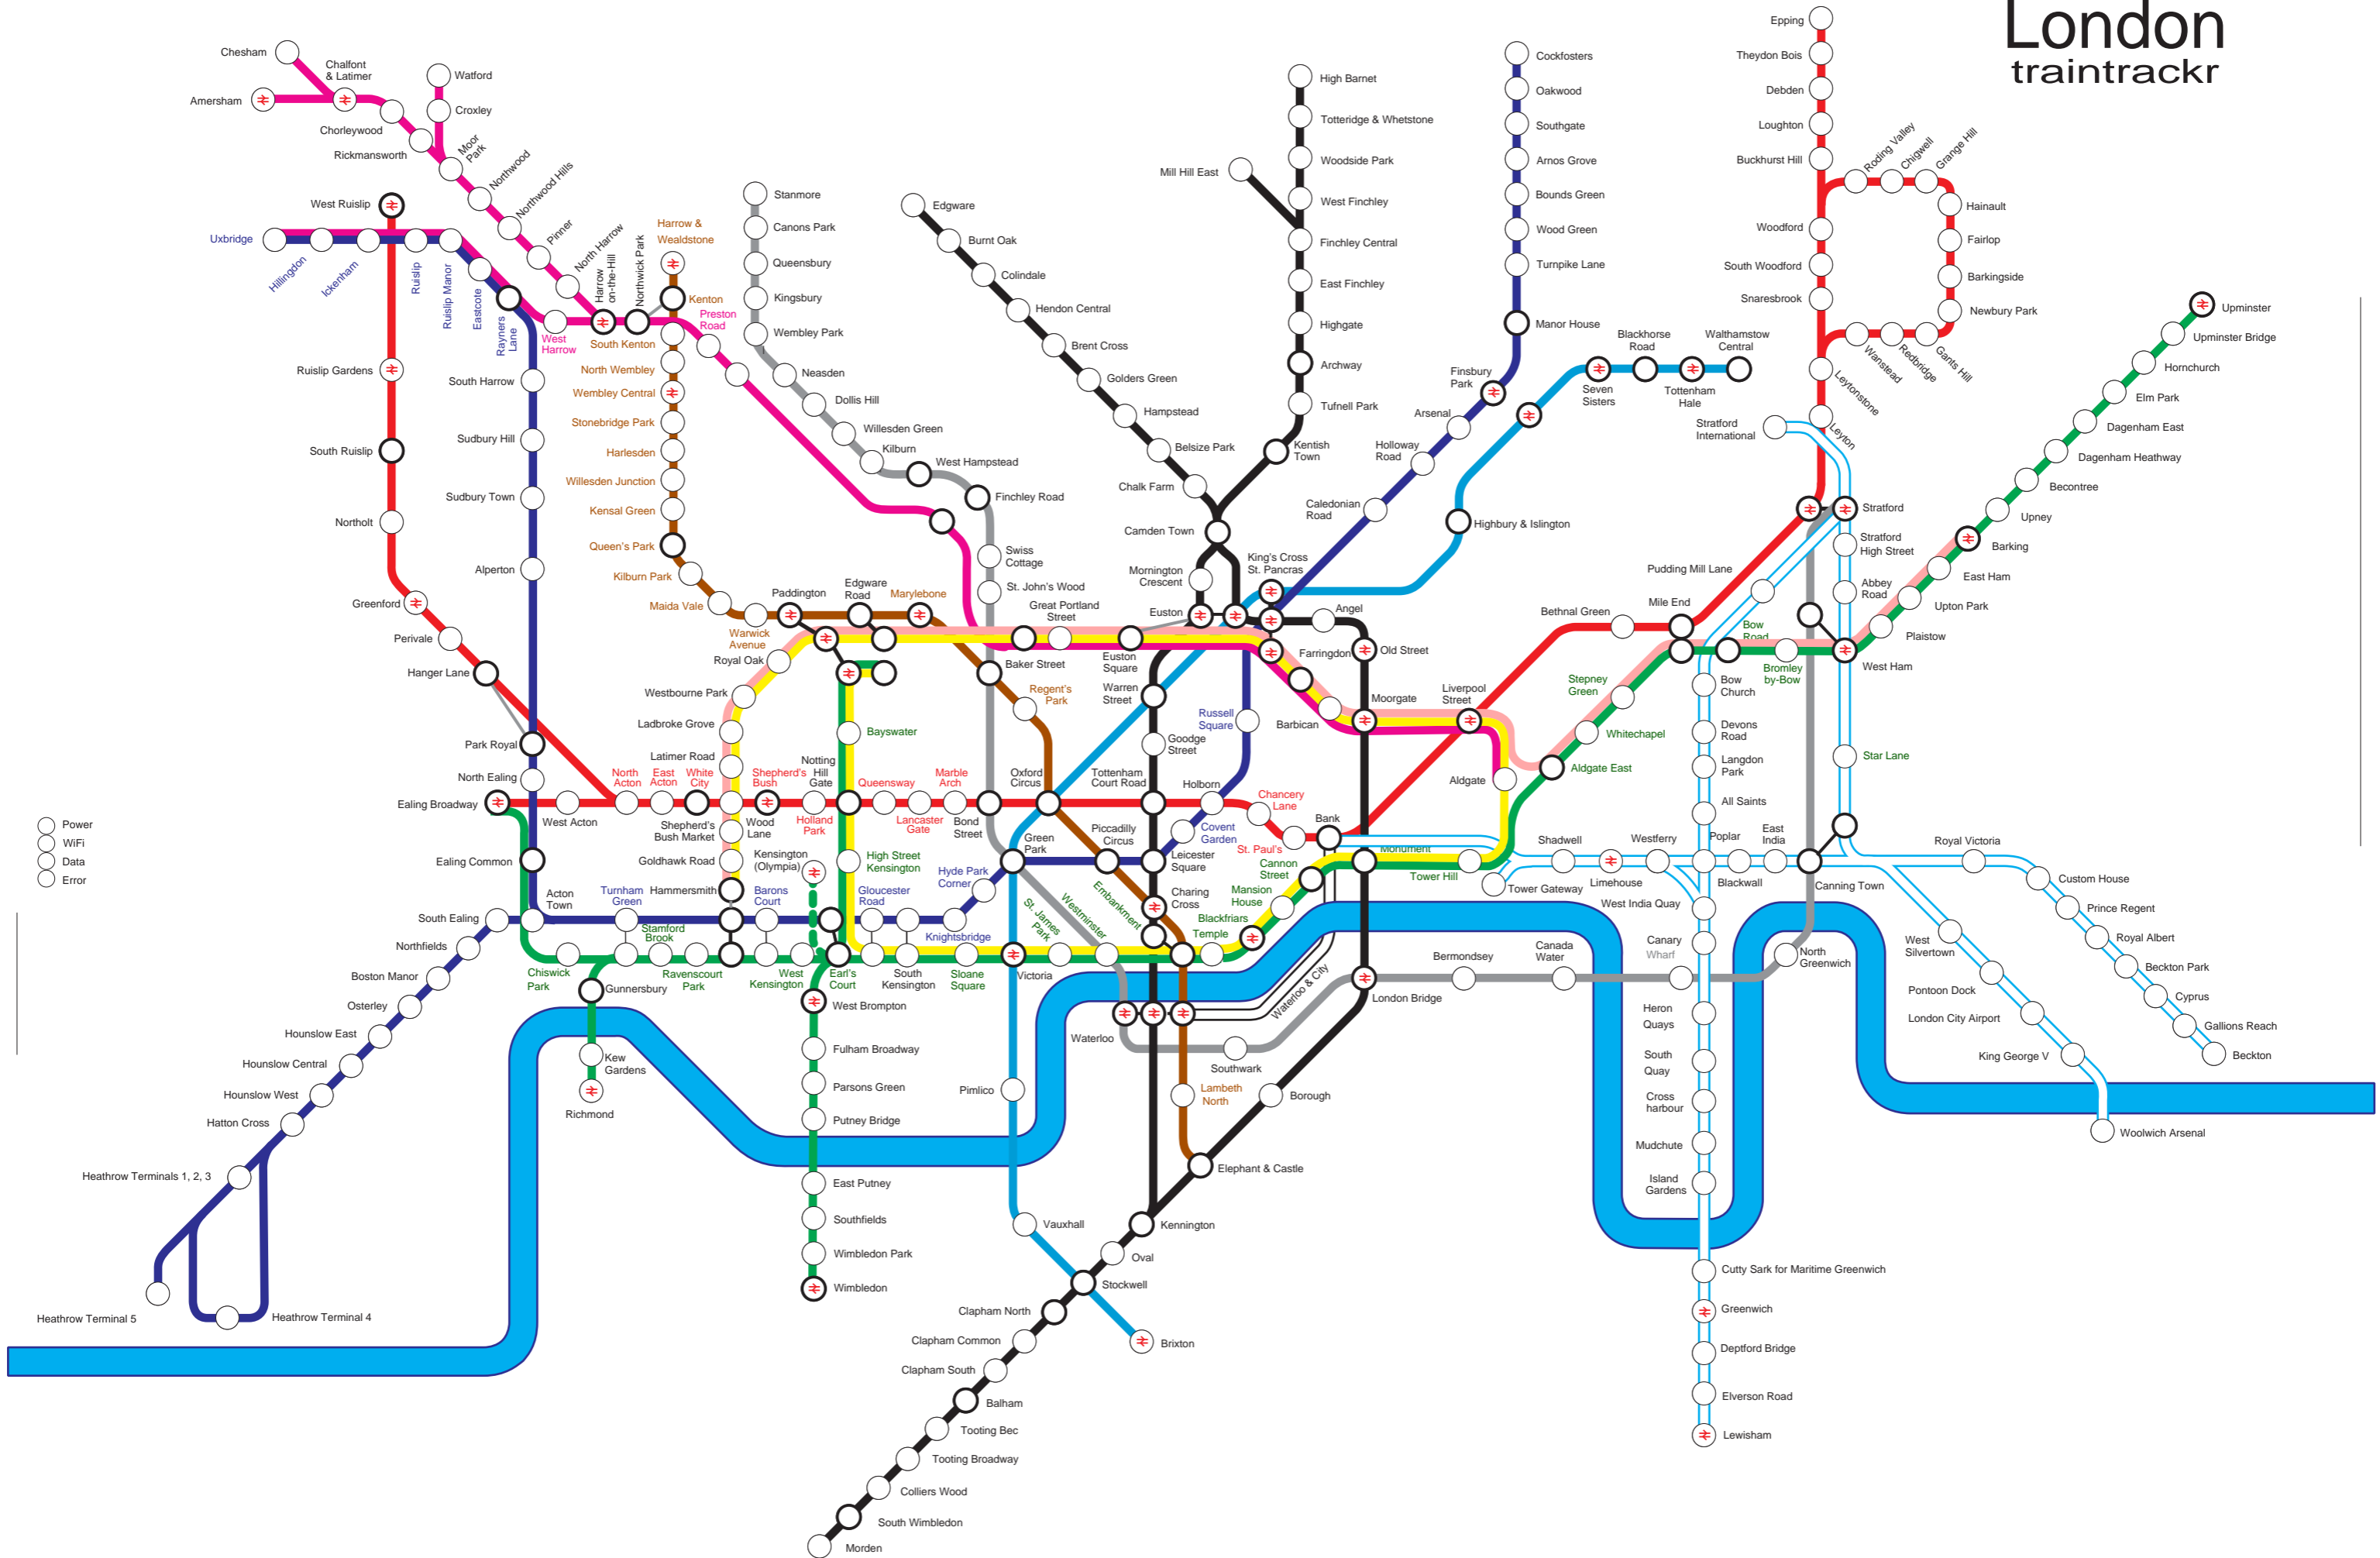 London
traintrackr
Chesham
Chalfont
& Latimer
Amersham
Chorleywood
Rickmansworth
Watford
Croxley
Moor
Park
Northwood
Northwood Hills
Pinner
North Harrow
Harrow
on-the-Hill
Northwick Park
West Ruislip
Uxbridge
Hillingdon
Ickenham
Ruislip
Ruislip Manor
Eastcote
Rayners
Lane
West
Harrow
Ruislip Gardens
South Ruislip
Northolt
Greenford
Perivale
Hanger Lane
South Harrow
Sudbury Hill
Sudbury Town
Alperton
Park Royal
North Ealing
Ealing Broadway
Ealing Common
Harrow &
Wealdstone
Kenton
Preston
Road
South Kenton
North Wembley
Wembley Central
Stonebridge Park
Harlesden
Willesden Junction
Kensal Green
Queen's Park
Kilburn Park
Maida Vale
Warwick
Avenue
Paddington
Edgware
Road
Marylebone
Stanmore
Canons Park
Queensbury
Kingsbury
Wembley Park
Neasden
Dollis Hill
Willesden Green
Kilburn
West Hampstead
Finchley Road
Swiss
Cottage
St. John's Wood
Great Portland
Street
Baker Street
Regent's
Park
Edgware
Burnt Oak
Colindale
Hendon Central
Brent Cross
Golders Green
Hampstead
Belsize Park
Chalk Farm
Camden Town
Mornington
Crescent
Euston
Mill Hill East
High Barnet
Totteridge & Whetstone
Woodside Park
West Finchley
Finchley Central
East Finchley
Highgate
Archway
Tufnell Park
Kentish
Town
King's Cross
St. Pancras
Angel
Old Street
Farringdon
Barbican
Moorgate
Liverpool
Street
Aldgate
Aldgate East
Cockfosters
Oakwood
Southgate
Arnos Grove
Bounds Green
Wood Green
Turnpike Lane
Manor House
Finsbury
Park
Arsenal
Holloway
Road
Caledonian
Road
Highbury & Islington
Seven
Sisters
Blackhorse
Road
Tottenham
Hale
Walthamstow
Central
Epping
Theydon Bois
Debden
Loughton
Buckhurst Hill
Woodford
South Woodford
Snaresbrook
Roding Valley
Chigwell
Grange Hill
Hainault
Fairlop
Barkingside
Newbury Park
Gants Hill
Redbridge
Wanstead
Leytonstone
Leyton
Stratford
International
Stratford
Stratford
High Street
Abbey
Road
Pudding Mill Lane
Mile End
Bethnal Green
Bow
Road
Bromley
by-Bow
West Ham
Stepney
Green
Whitechapel
Upminster
Upminster Bridge
Hornchurch
Elm Park
Dagenham East
Dagenham Heathway
Becontree
Upney
Barking
East Ham
Upton Park
Plaistow
Royal Oak
Westbourne Park
Ladbroke Grove
Latimer Road
Shepherd's
Bush Market
Wood
Lane
Goldhawk Road
Hammersmith
Bayswater
Notting
Hill
Gate
North
Acton
East
Acton
White
City
Shepherd's
Bush
Holland
Park
Queensway
Lancaster
Gate
Marble
Arch
Bond
Street
Oxford
Circus
Tottenham
Court Road
Holborn
Chancery
Lane
St. Paul's
Bank
West Acton
Euston
Square
Warren
Street
Goodge
Street
Russell
Square
Covent
Garden
Leicester
Square
Piccadilly
Circus
Green
Park
Hyde Park
Corner
Knightsbridge
Charing
Cross
Embankment
Westminster
St. James
Park
Victoria
Sloane
Square
South
Kensington
Gloucester
Road
High Street
Kensington
Kensington
(Olympia)
Barons
Court
Earl's
Court
West
Kensington
Ravenscourt
Park
Stamford
Brook
Turnham
Green
Chiswick
Park
Acton
Town
South Ealing
Northfields
Boston Manor
Osterley
Hounslow East
Hounslow Central
Hounslow West
Hatton Cross
Heathrow Terminals 1, 2, 3
Heathrow Terminal 5
Heathrow Terminal 4
Gunnersbury
Kew
Gardens
Richmond
West Brompton
Fulham Broadway
Parsons Green
Putney Bridge
East Putney
Southfields
Wimbledon Park
Wimbledon
Temple
Blackfriars
Mansion
House
Cannon
Street
Monument
Tower Hill
Tower Gateway
Waterloo & City
Waterloo
Southwark
London Bridge
Bermondsey
Canada
Water
Canary
Wharf
North
Greenwich
Lambeth
North
Borough
Elephant & Castle
Kennington
Oval
Stockwell
Clapham North
Clapham Common
Clapham South
Balham
Tooting Bec
Tooting Broadway
Colliers Wood
South Wimbledon
Morden
Pimlico
Vauxhall
Brixton
Bow
Church
Devons
Road
Langdon
Park
All Saints
Poplar
Shadwell
Limehouse
Westferry
Blackwall
East
India
Canning Town
Star Lane
West India Quay
Heron
Quays
South
Quay
Cross
harbour
Mudchute
Island
Gardens
Cutty Sark for Maritime Greenwich
Greenwich
Deptford Bridge
Elverson Road
Lewisham
Royal Victoria
Custom House
Prince Regent
Royal Albert
Beckton Park
Cyprus
Gallions Reach
Beckton
West
Silvertown
Pontoon Dock
London City Airport
King George V
Woolwich Arsenal
Power
WiFi
Data
Error